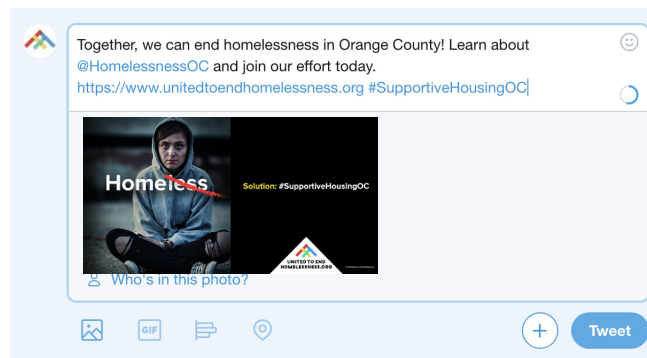 Together, we can end homelessness in Orange County! Learn about
@HomelessnessOC and join our effort today.
https://www.unitedtoendhomelessness.org #SupportiveHousingOC
Homeless
Solution: #SupportiveHousingOC
UNITED TO END
HOMELESSNESS.ORG
Who's in this photo?
GIF
Tweet